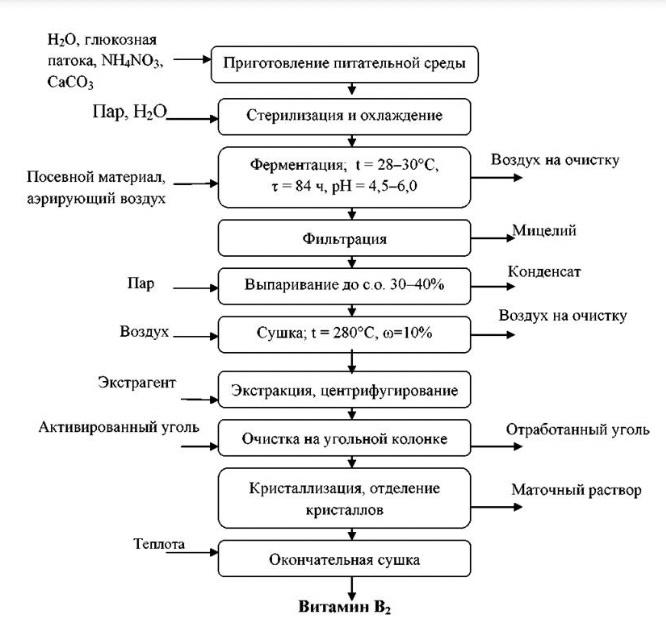 H₂O, глюкозная
патока, NH₄NO₃,
CaCO₃
Приготовление питательной среды
Пар, H₂O
Стерилизация и охлаждение
Посевной материал,
аэрирующий воздух
Ферментация; t = 28–30°C,
τ = 84 ч, pH = 4,5–6,0
Воздух на очистку
Фильтрация
Мицелий
Пар
Выпаривание до с.о. 30–40%
Конденсат
Воздух
Сушка; t = 280°C, ω=10%
Воздух на очистку
Экстрагент
Экстракция, центрифугирование
Активированный уголь
Очистка на угольной колонке
Отработанный уголь
Кристаллизация, отделение
кристаллов
Маточный раствор
Теплота
Окончательная сушка
Витамин B₂